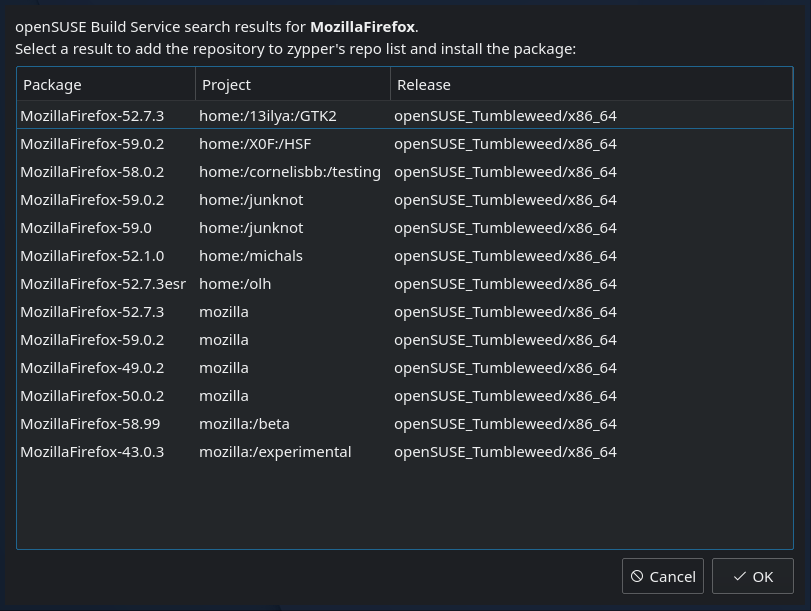 openSUSE Build Service search results for MozillaFirefox.
Select a result to add the repository to zypper's repo list and install the package:
Package Project Release
MozillaFirefox-52.7.3 home:/13ilya:/GTK2 openSUSE_Tumbleweed/x86_64
MozillaFirefox-59.0.2 home:/X0F:/HSF openSUSE_Tumbleweed/x86_64
MozillaFirefox-58.0.2 home:/cornelisbb:/testing openSUSE_Tumbleweed/x86_64
MozillaFirefox-59.0.2 home:/junknot openSUSE_Tumbleweed/x86_64
MozillaFirefox-59.0 home:/junknot openSUSE_Tumbleweed/x86_64
MozillaFirefox-52.1.0 home:/michals openSUSE_Tumbleweed/x86_64
MozillaFirefox-52.7.3esr home:/olh openSUSE_Tumbleweed/x86_64
MozillaFirefox-52.7.3 mozilla openSUSE_Tumbleweed/x86_64
MozillaFirefox-59.0.2 mozilla openSUSE_Tumbleweed/x86_64
MozillaFirefox-49.0.2 mozilla openSUSE_Tumbleweed/x86_64
MozillaFirefox-50.0.2 mozilla openSUSE_Tumbleweed/x86_64
MozillaFirefox-58.99 mozilla:/beta openSUSE_Tumbleweed/x86_64
MozillaFirefox-43.0.3 mozilla:/experimental openSUSE_Tumbleweed/x86_64
Cancel OK